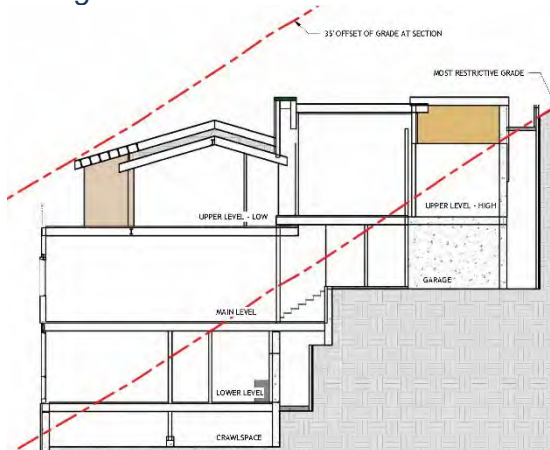 35' OFFSET OF GRADE AT SECTION
MOST RESTRICTIVE GRADE
UPPER LEVEL - LOW
UPPER LEVEL - HIGH
GARAGE
MAIN LEVEL
LOWER LEVEL
CRAWLSPACE